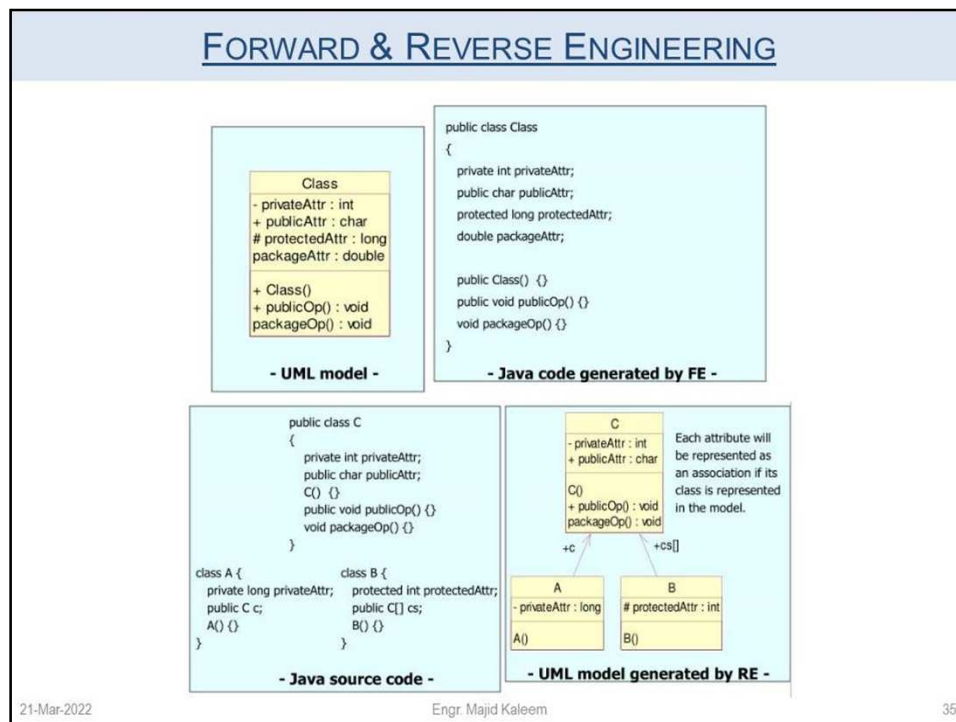 FORWARD & REVERSE ENGINEERING
Class
- privateAttr : int
+ publicAttr : char
# protectedAttr : long
packageAttr : double
+ Class()
+ publicOp() : void
packageOp() : void
- UML model -
public class Class
{
private int privateAttr;
public char publicAttr;
protected long protectedAttr;
double packageAttr;
public Class() {}
public void publicOp() {}
void packageOp() {}
}
- Java code generated by FE -
public class C
{
private int privateAttr;
public char publicAttr;
C() {}
public void publicOp() {}
void packageOp() {}
}
class A {
private long privateAttr;
public C c;
A() {}
}
class B {
protected int protectedAttr;
public C[] cs;
B() {}
}
- Java source code -
C
- privateAttr : int
+ publicAttr : char
C()
+ publicOp() : void
packageOp() : void
Each attribute will
be represented as
an association if its
class is represented
in the model.
+c
+cs[]
A
- privateAttr : long
A()
B
# protectedAttr : int
B()
- UML model generated by RE -
21-Mar-2022
Engr. Majid Kaleem
35